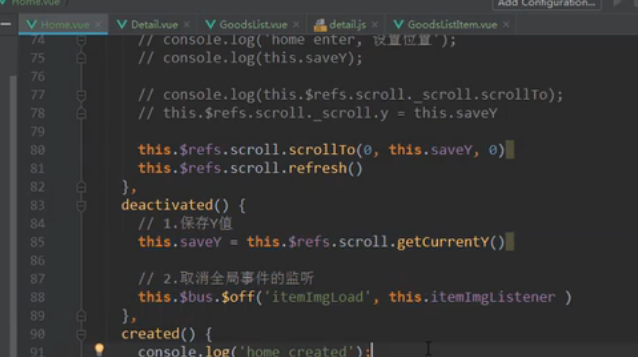 Home.vue
Add Configuration...
Home.vue Detail.vue GoodsList.vue detail.js GoodsListItem.vue
74 // console.log('home enter, 设置位置');
75 // console.log(this.saveY);
76
77 // console.log(this.$refs.scroll._scroll.scrollTo);
78 // this.$refs.scroll._scroll.y = this.saveY
79
80 this.$refs.scroll.scrollTo(0, this.saveY, 0)
81 this.$refs.scroll.refresh()
82 },
83 deactivated() {
84 // 1.保存Y值
85 this.saveY = this.$refs.scroll.getCurrentY()
86
87 // 2.取消全局事件的监听
88 this.$bus.$off('itemImgLoad', this.itemImgListener )
89 },
90 created() {
91 console.log('home created');